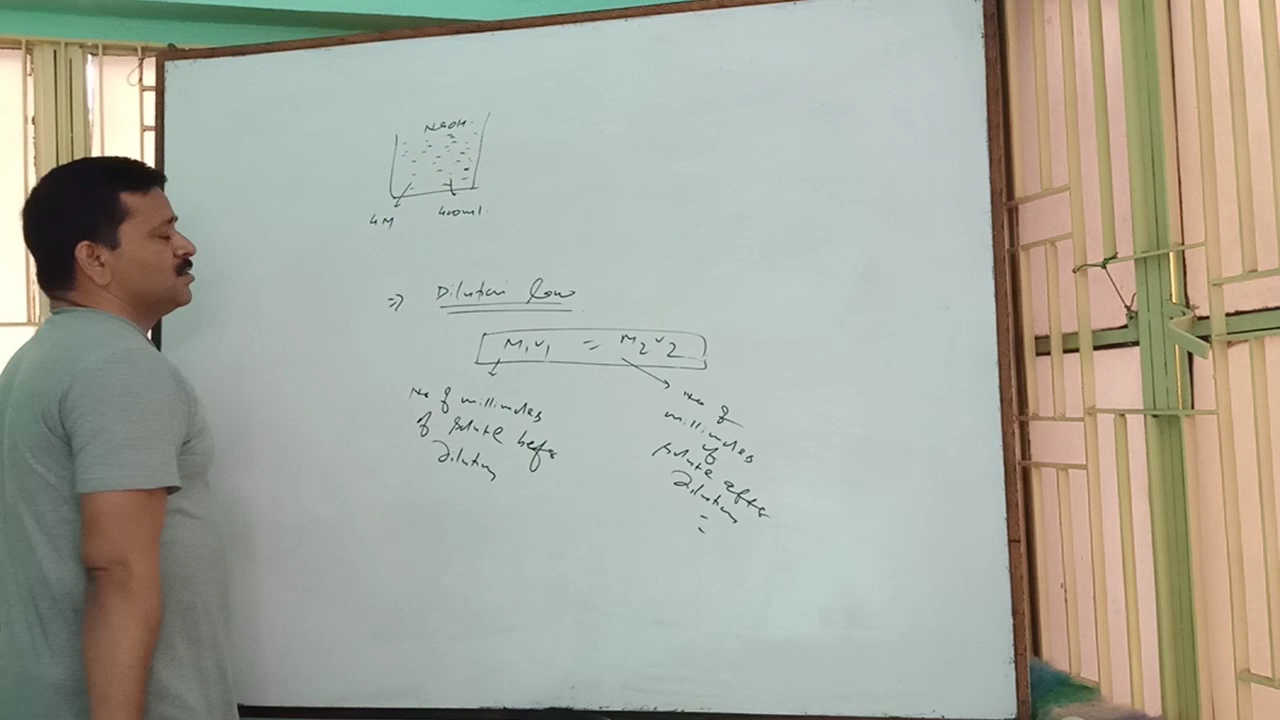 NaOH.
4M 400ml.
=> Dilution law
M1V1 = M2V2
No of millimoles
of solute before
Dilution
No of
millimoles
of
solute after
Dilution